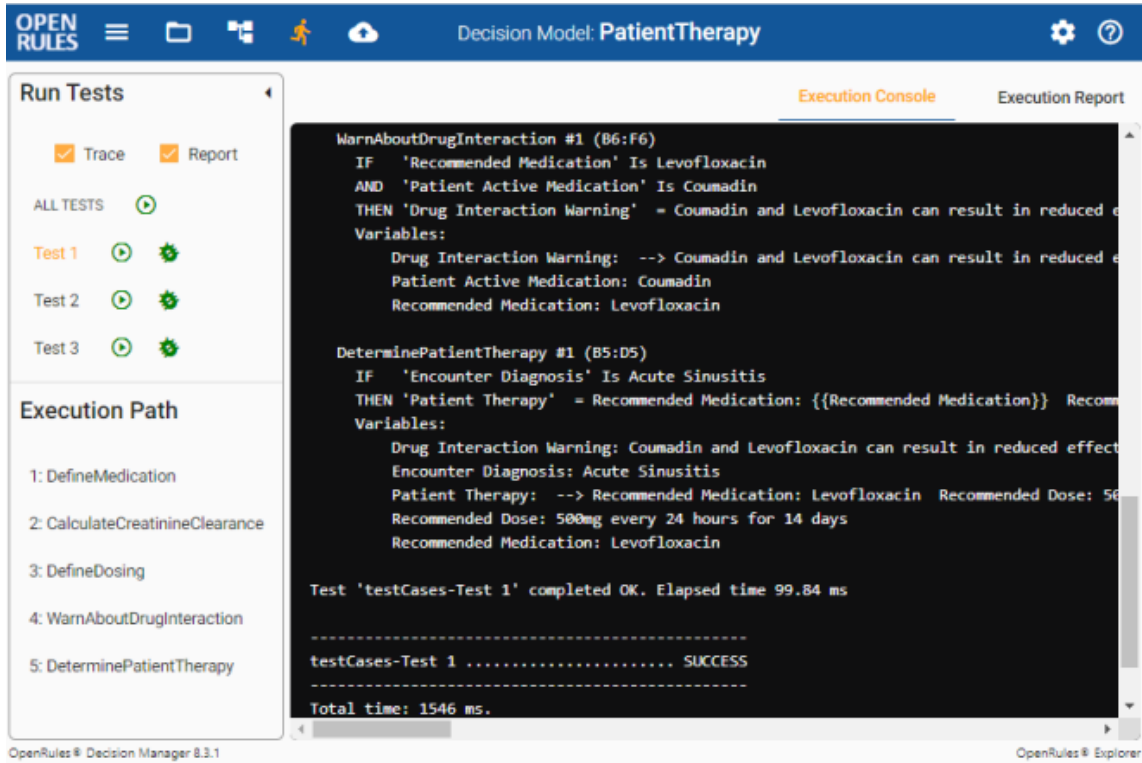 OPEN RULES
Decision Model: PatientTherapy
Run Tests
Trace Report
ALL TESTS
Test 1
Test 2
Test 3
Execution Path
1: DefineMedication
2: CalculateCreatinineClearance
3: DefineDosing
4: WarnAboutDrugInteraction
5: DeterminePatientTherapy
Execution Console Execution Report
WarnAboutDrugInteraction #1 (B6:F6)
IF 'Recommended Medication' Is Levofloxacin
AND 'Patient Active Medication' Is Coumadin
THEN 'Drug Interaction Warning' = Coumadin and Levofloxacin can result in reduced e
Variables:
Drug Interaction Warning: --> Coumadin and Levofloxacin can result in reduced e
Patient Active Medication: Coumadin
Recommended Medication: Levofloxacin
DeterminePatientTherapy #1 (B5:D5)
IF 'Encounter Diagnosis' Is Acute Sinusitis
THEN 'Patient Therapy' = Recommended Medication: {{Recommended Medication}} Recomm
Variables:
Drug Interaction Warning: Coumadin and Levofloxacin can result in reduced effect
Encounter Diagnosis: Acute Sinusitis
Patient Therapy: --> Recommended Medication: Levofloxacin Recommended Dose: 50
Recommended Dose: 500mg every 24 hours for 14 days
Recommended Medication: Levofloxacin
Test 'testCases-Test 1' completed OK. Elapsed time 99.84 ms
-----------------------------------------------
testCases-Test 1 ....................... SUCCESS
-----------------------------------------------
Total time: 1546 ms.
OpenRules® Decision Manager 8.3.1
OpenRules® Explorer